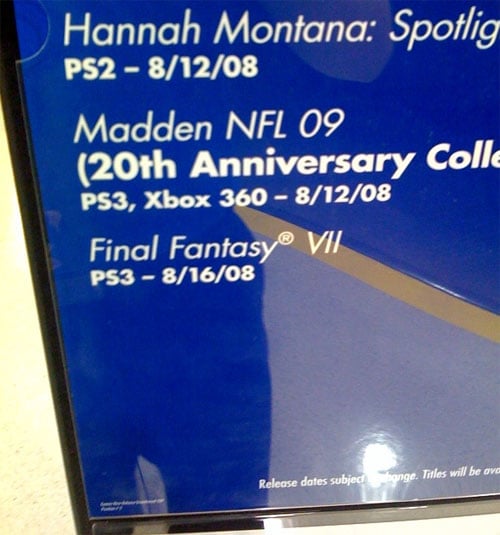 Hannah Montana: Spotlig
PS2 – 8/12/08
Madden NFL 09
(20th Anniversary Colle
PS3, Xbox 360 – 8/12/08
Final Fantasy® VII
PS3 – 8/16/08
Release dates subject change. Titles will be ava